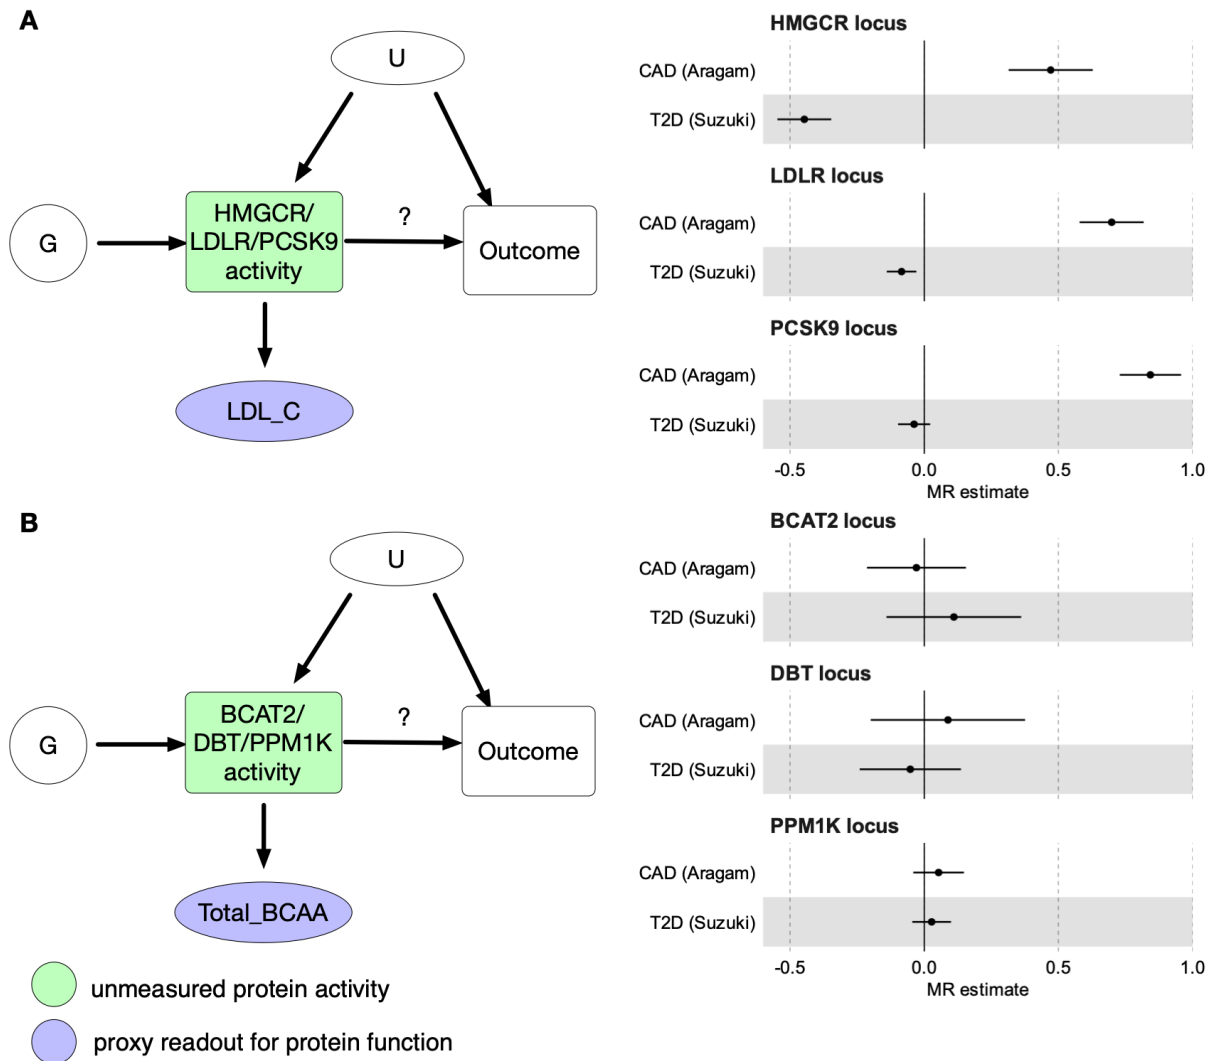 A
U
G
HMGCR/
LDLR/PCSK9
activity
?
Outcome
LDL_C
HMGCR locus
CAD (Aragam)
T2D (Suzuki)
LDLR locus
CAD (Aragam)
T2D (Suzuki)
PCSK9 locus
CAD (Aragam)
T2D (Suzuki)
-0.5 0.0 0.5 1.0
MR estimate
B
U
G
BCAT2/
DBT/PPM1K
activity
?
Outcome
Total_BCAA
unmeasured protein activity
proxy readout for protein function
BCAT2 locus
CAD (Aragam)
T2D (Suzuki)
DBT locus
CAD (Aragam)
T2D (Suzuki)
PPM1K locus
CAD (Aragam)
T2D (Suzuki)
-0.5 0.0 0.5 1.0
MR estimate